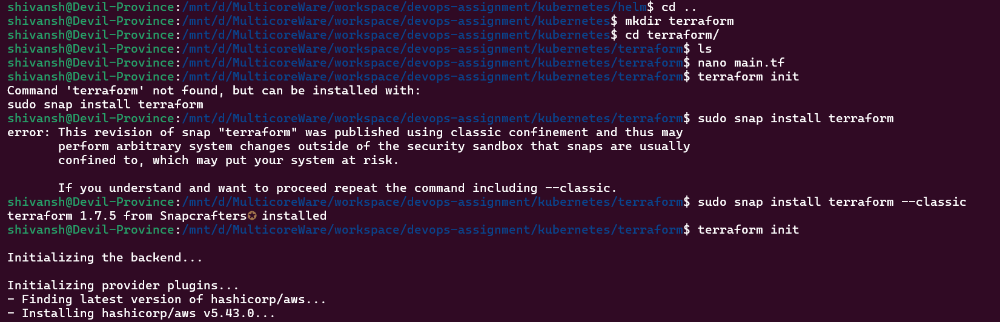 shivansh@Devil-Province:/mnt/d/MulticoreWare/workspace/devops-assignment/kubernetes/helm$ cd ..
shivansh@Devil-Province:/mnt/d/MulticoreWare/workspace/devops-assignment/kubernetes$ mkdir terraform
shivansh@Devil-Province:/mnt/d/MulticoreWare/workspace/devops-assignment/kubernetes$ cd terraform/
shivansh@Devil-Province:/mnt/d/MulticoreWare/workspace/devops-assignment/kubernetes/terraform$ ls
shivansh@Devil-Province:/mnt/d/MulticoreWare/workspace/devops-assignment/kubernetes/terraform$ nano main.tf
shivansh@Devil-Province:/mnt/d/MulticoreWare/workspace/devops-assignment/kubernetes/terraform$ terraform init
Command 'terraform' not found, but can be installed with:
sudo snap install terraform
shivansh@Devil-Province:/mnt/d/MulticoreWare/workspace/devops-assignment/kubernetes/terraform$ sudo snap install terraform
error: This revision of snap "terraform" was published using classic confinement and thus may
       perform arbitrary system changes outside of the security sandbox that snaps are usually
       confined to, which may put your system at risk.

       If you understand and want to proceed repeat the command including --classic.
shivansh@Devil-Province:/mnt/d/MulticoreWare/workspace/devops-assignment/kubernetes/terraform$ sudo snap install terraform --classic
terraform 1.7.5 from Snapcrafters✪ installed
shivansh@Devil-Province:/mnt/d/MulticoreWare/workspace/devops-assignment/kubernetes/terraform$ terraform init

Initializing the backend...

Initializing provider plugins...
- Finding latest version of hashicorp/aws...
- Installing hashicorp/aws v5.43.0...